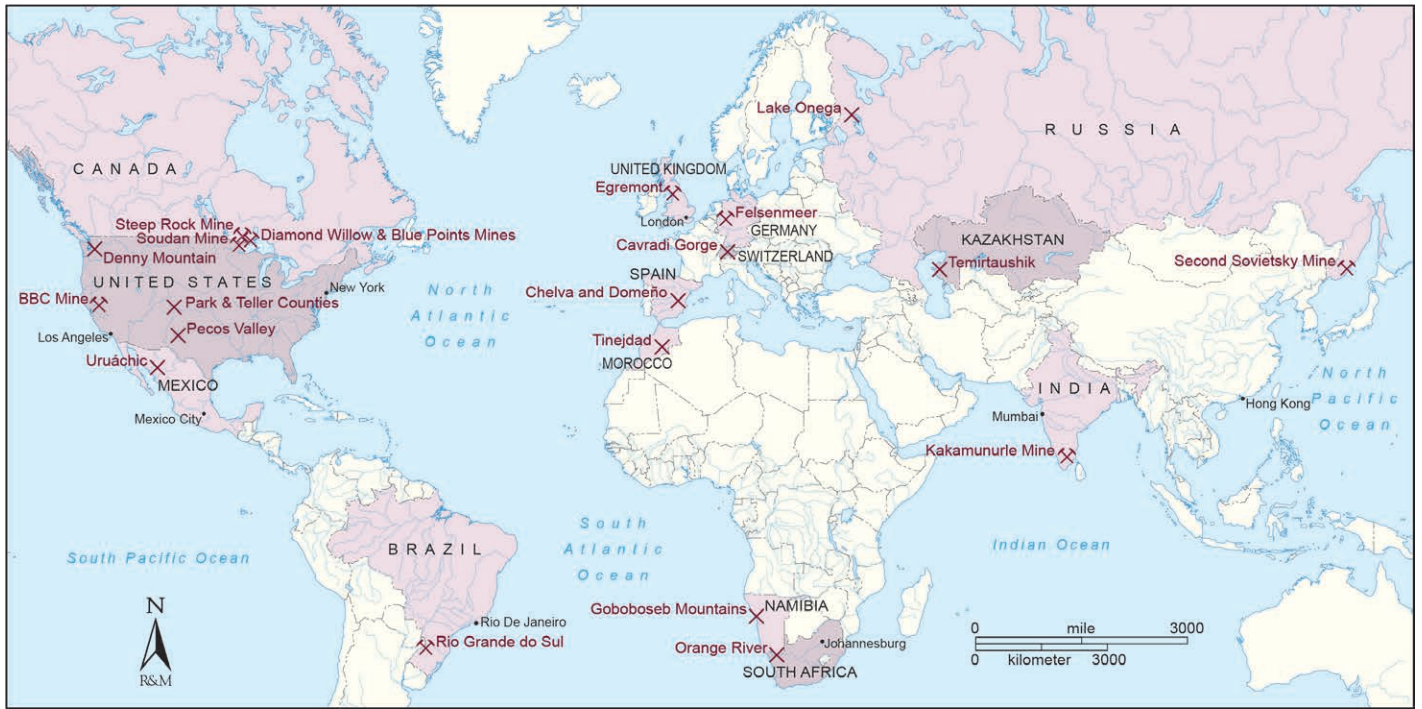 Lake Onega
RUSSIA
CANADA
UNITED KINGDOM
Egremont
London
Felsenmeer
GERMANY
Steep Rock Mine
Soudan Mine
Diamond Willow & Blue Points Mines
Denny Mountain
Cavradi Gorge
SWITZERLAND
KAZAKHSTAN
Temirtaushik
Second Sovietsky Mine
UNITED STATES
SPAIN
New York
BBC Mine
Park & Teller Counties
Chelva and Domeño
North
Atlantic
Ocean
Los Angeles
Pecos Valley
Tinejdad
MOROCCO
Uruáchic
MEXICO
Mexico City
INDIA
Mumbai
Hong Kong
North
Pacific
Ocean
Kakamunurle Mine
South Pacific Ocean
BRAZIL
South
Atlantic
Ocean
Indian Ocean
N
R&M
Rio De Janeiro
Rio Grande do Sul
Goboboseb Mountains
NAMIBIA
Orange River
Johannesburg
SOUTH AFRICA
0 mile 3000
0 kilometer 3000